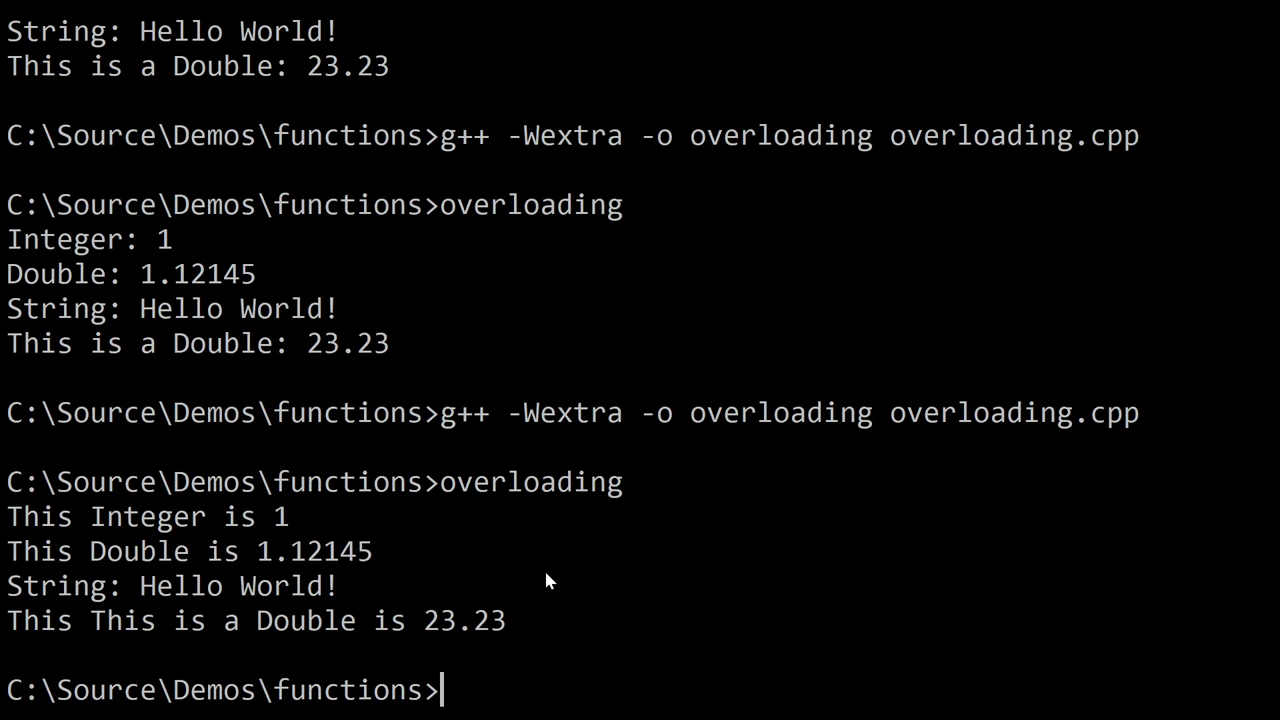 String: Hello World!
This is a Double: 23.23
C:\Source\Demos\functions>g++ -Wextra -o overloading overloading.cpp
C:\Source\Demos\functions>overloading
Integer: 1
Double: 1.12145
String: Hello World!
This is a Double: 23.23
C:\Source\Demos\functions>g++ -Wextra -o overloading overloading.cpp
C:\Source\Demos\functions>overloading
This Integer is 1
This Double is 1.12145
String: Hello World!
This This is a Double is 23.23
C:\Source\Demos\functions>